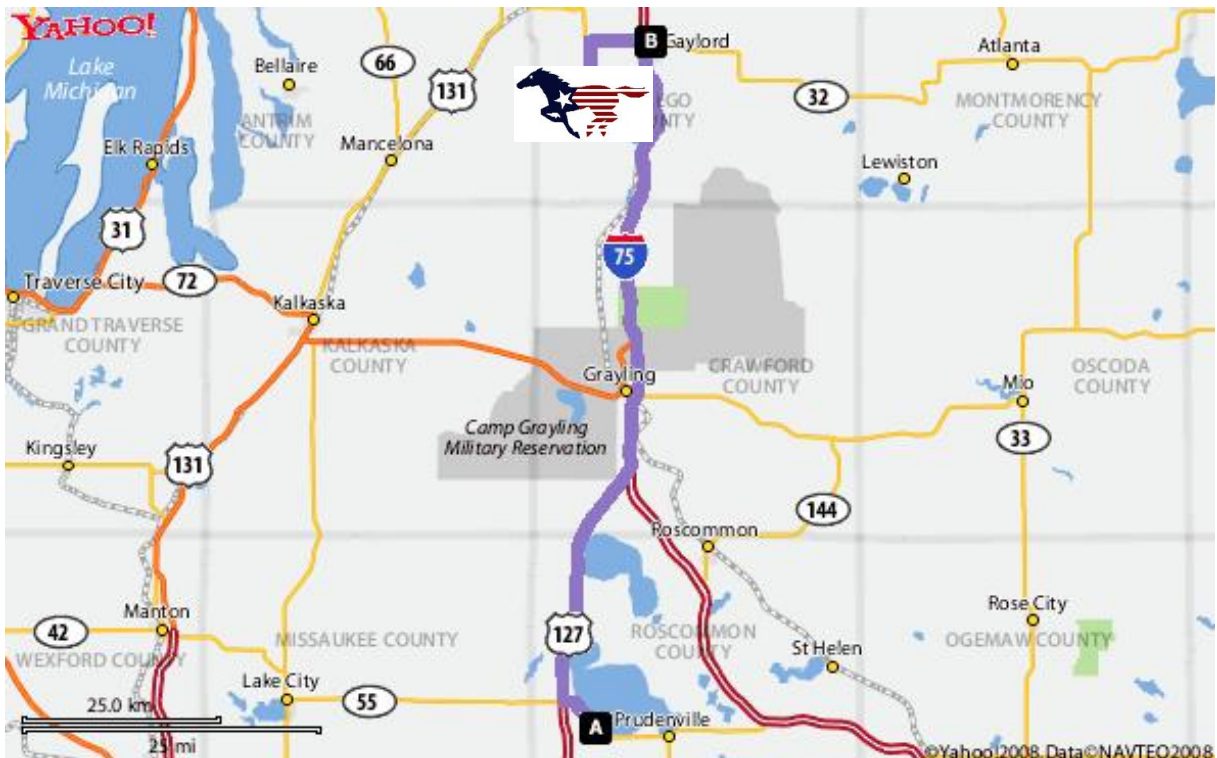 YAHOO!
Lake
Michigan
Bellaire
66
131
B
Gaylord
Atlanta
32
ANTRIM
COUNTY
EGO
MONTMORENCY
COUNTY
Elk Rapids
Mancelona
Lewiston
31
75
Traverse City
72
Kalkaska
GRAND TRAVERSE
COUNTY
KALKASKA
COUNTY
Grayling
CRAWFORD
COUNTY
OSCODA
COUNTY
Mio
Camp Grayling
Military Reservation
Kingsley
131
33
144
Roscommon
Manton
42
WEXFORD COUNTY
MISSAUKEE COUNTY
127
ROSCOMMON
COUNTY
Rose City
OGEMAW COUNTY
St Helen
Lake City
55
25.0 km
25 mi
A
Prudenville
©Yahoo!2008, Data©NAVTEQ2008